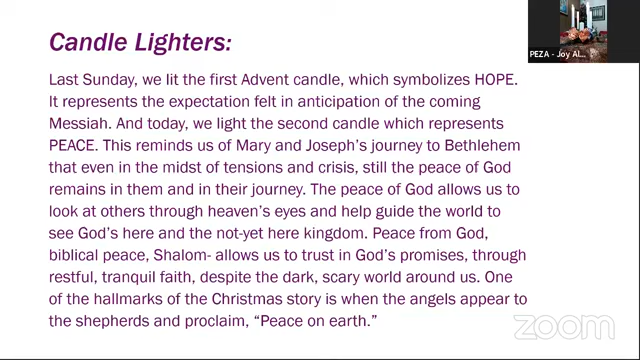 Candle Lighters:
PEZA - Joy Al...
Last Sunday, we lit the first Advent candle, which symbolizes HOPE.
It represents the expectation felt in anticipation of the coming
Messiah. And today, we light the second candle which represents
PEACE. This reminds us of Mary and Joseph's journey to Bethlehem
that even in the midst of tensions and crisis, still the peace of God
remains in them and in their journey. The peace of God allows us to
look at others through heaven's eyes and help guide the world to
see God's here and the not-yet here kingdom. Peace from God,
biblical peace, Shalom- allows us to trust in God's promises, through
restful, tranquil faith, despite the dark, scary world around us. One
of the hallmarks of the Christmas story is when the angels appear to
the shepherds and proclaim, “Peace on earth.”
zoom